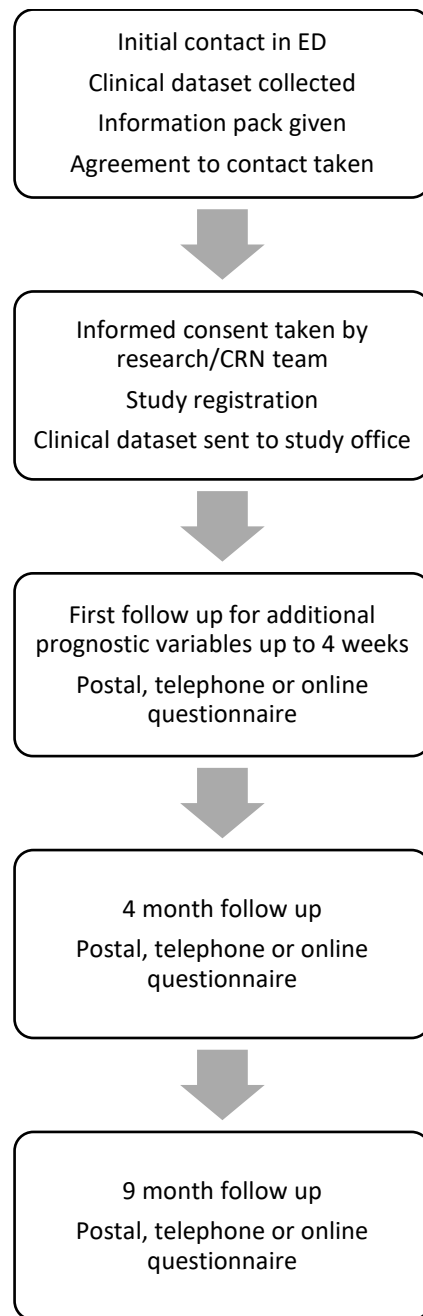 Initial contact in ED
Clinical dataset collected
Information pack given
Agreement to contact taken
Informed consent taken by
research/CRN team
Study registration
Clinical dataset sent to study office
First follow up for additional
prognostic variables up to 4 weeks
Postal, telephone or online
questionnaire
4 month follow up
Postal, telephone or online
questionnaire
9 month follow up
Postal, telephone or online
questionnaire